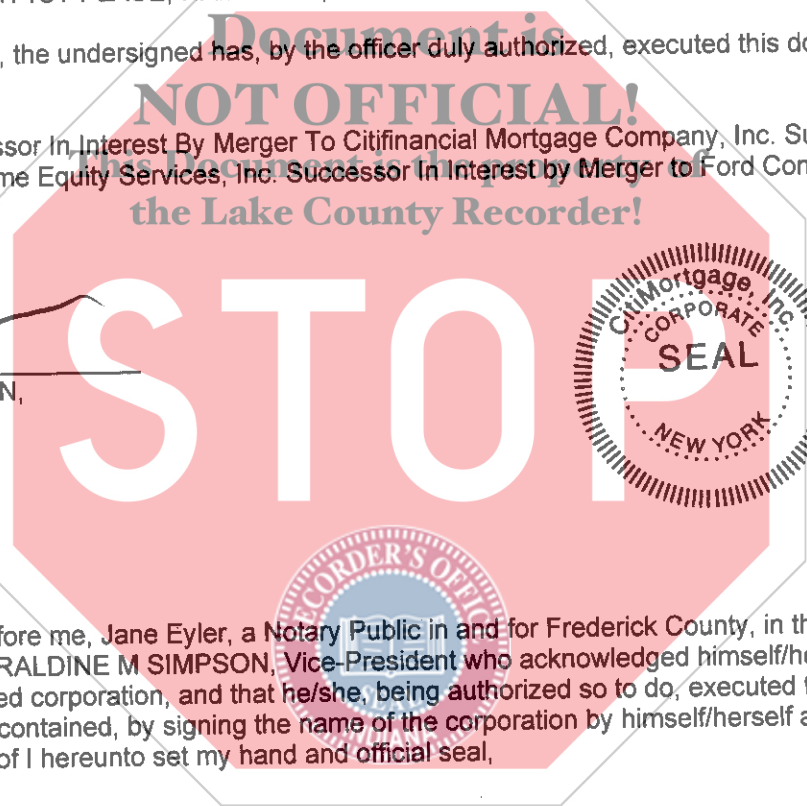 Document is
, the undersigned has, by the officer duly authorized, executed this do
NOT OFFICIAL!
ssor In Interest By Merger To Citifinancial Mortgage Company, Inc. Su
This Document is the property of
me Equity Services, Inc. Successor In Interest by Merger to Ford Con
the Lake County Recorder!
STOP
CitiMortgage, Inc
CORPORATE
SEAL
NEW YORK
N,
RECORDER'S OFFIC
SEAL
INDIANA
fore me, Jane Eyler, a Notary Public in and for Frederick County, in th
RALDINE M SIMPSON, Vice-President who acknowledged himself/he
ed corporation, and that he/she, being authorized so to do, executed t
contained, by signing the name of the corporation by himself/herself a
of I hereunto set my hand and official seal,